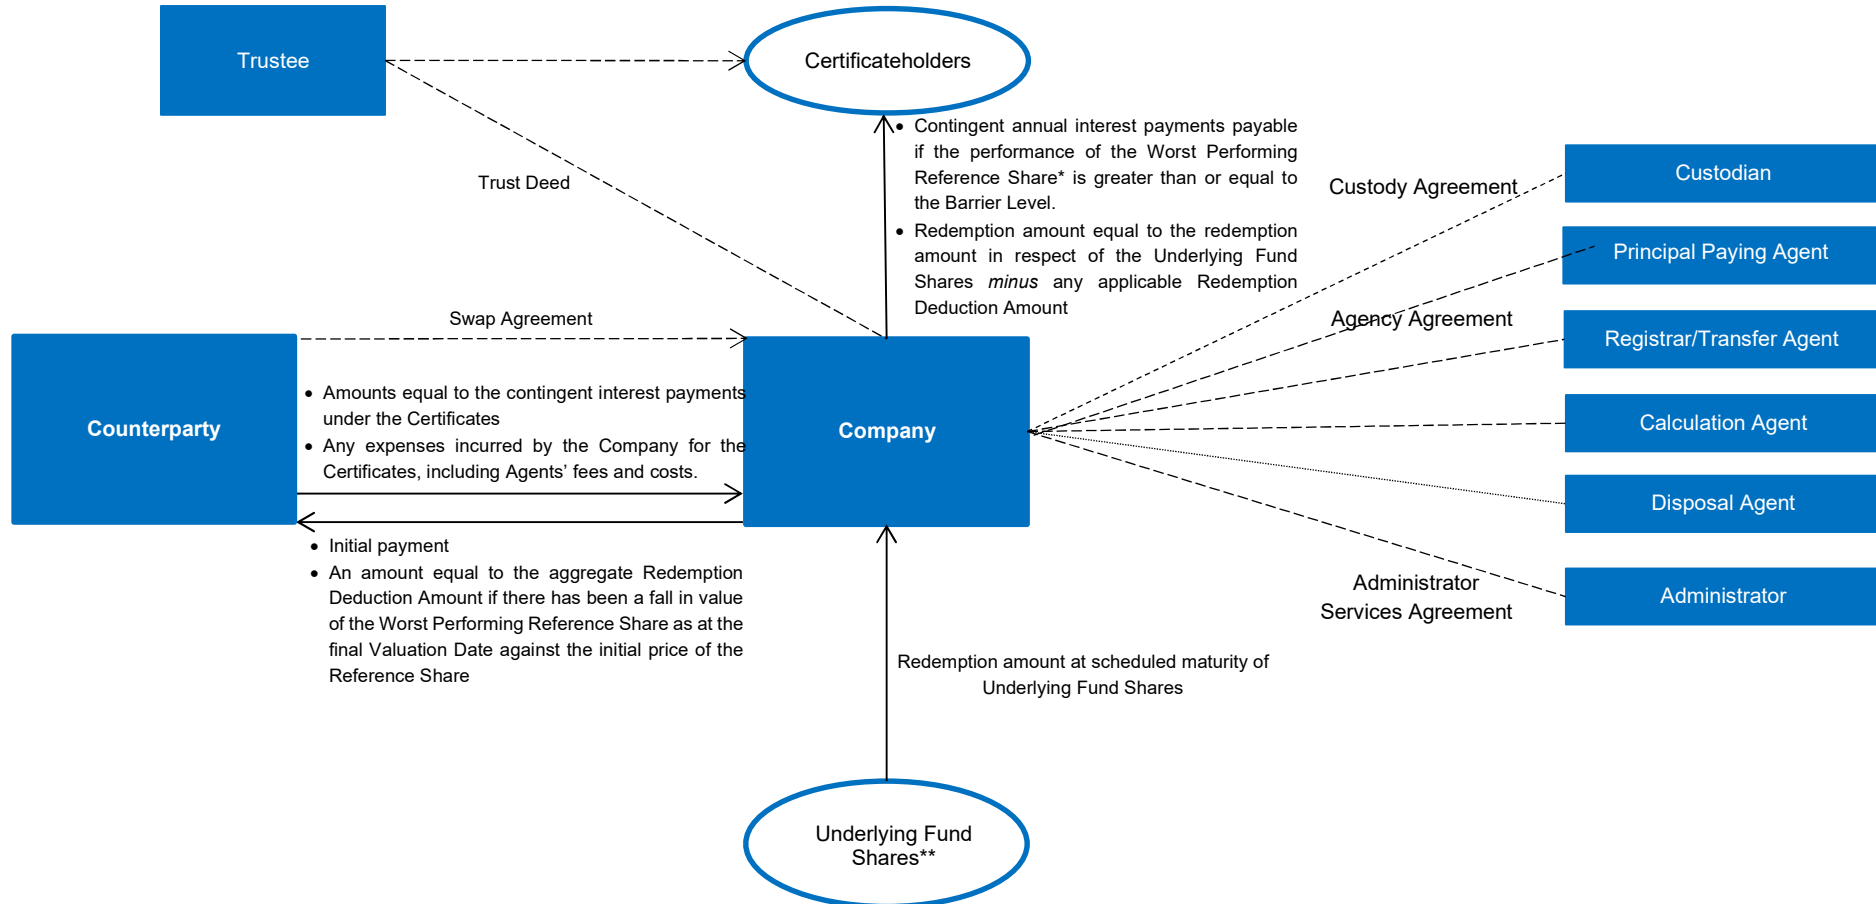 Trustee
Certificateholders
• Contingent annual interest payments payable
if the performance of the Worst Performing
Reference Share* is greater than or equal to
the Barrier Level.
• Redemption amount equal to the redemption
amount in respect of the Underlying Fund
Shares minus any applicable Redemption
Deduction Amount
Trust Deed
Custody Agreement
Custodian
Principal Paying Agent
Agency Agreement
Registrar/Transfer Agent
Calculation Agent
Disposal Agent
Administrator
Services Agreement
Administrator
Swap Agreement
Counterparty
• Amounts equal to the contingent interest payments
under the Certificates
• Any expenses incurred by the Company for the
Certificates, including Agents’ fees and costs.
Company
• Initial payment
• An amount equal to the aggregate Redemption
Deduction Amount if there has been a fall in value
of the Worst Performing Reference Share as at the
final Valuation Date against the initial price of the
Reference Share
Redemption amount at scheduled maturity of
Underlying Fund Shares
Underlying Fund
Shares**